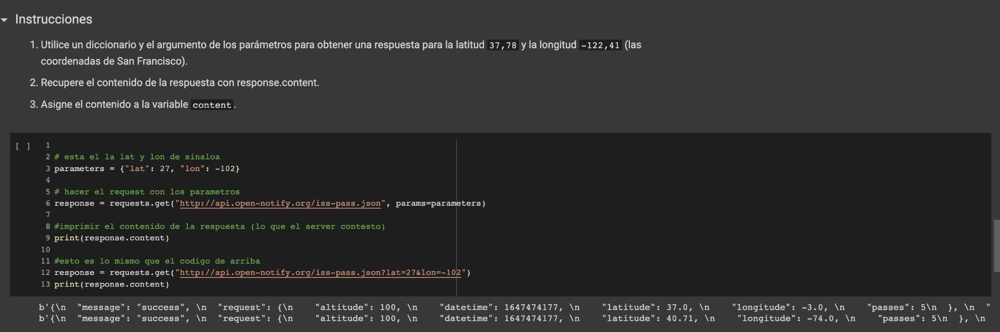 Instrucciones
1. Utilice un diccionario y el argumento de los parámetros para obtener una respuesta para la latitud 37,78 y la longitud -122,41 (las
coordenadas de San Francisco).
2. Recupere el contenido de la respuesta con response.content.
3. Asigne el contenido a la variable content.
[ ] 1
2 # esta el la lat y lon de sinaloa
3 parameters = {"lat": 27, "lon": -102}
4
5 # hacer el request con los parametros
6 response = requests.get("http://api.open-notify.org/iss-pass.json", params=parameters)
7
8 #imprimir el contenido de la respuesta (lo que el server contesto)
9 print(response.content)
10
11 #esto es lo mismo que el codigo de arriba
12 response = requests.get("http://api.open-notify.org/iss-pass.json?lat=27&lon=-102")
13 print(response.content)
b'{\n  "message": "success", \n  "request": {\n    "altitude": 100, \n    "datetime": 1647474177, \n    "latitude": 37.0, \n    "longitude": -3.0, \n    "passes": 5\n  }, \n  "
b'{\n  "message": "success", \n  "request": {\n    "altitude": 100, \n    "datetime": 1647474177, \n    "latitude": 40.71, \n    "longitude": -74.0, \n    "passes": 5\n  }, \n